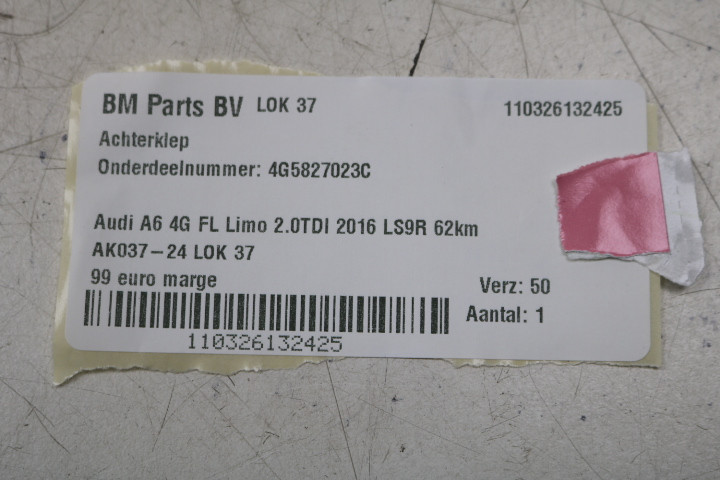 BM Parts BV LOK 37 110326132425
Achterklep
Onderdeelnummer: 4G5827023C
Audi A6 4G FL Limo 2.0TDI 2016 LS9R 62km
AK037-24 LOK 37
99 euro marge Verz: 50
Aantal: 1
110326132425